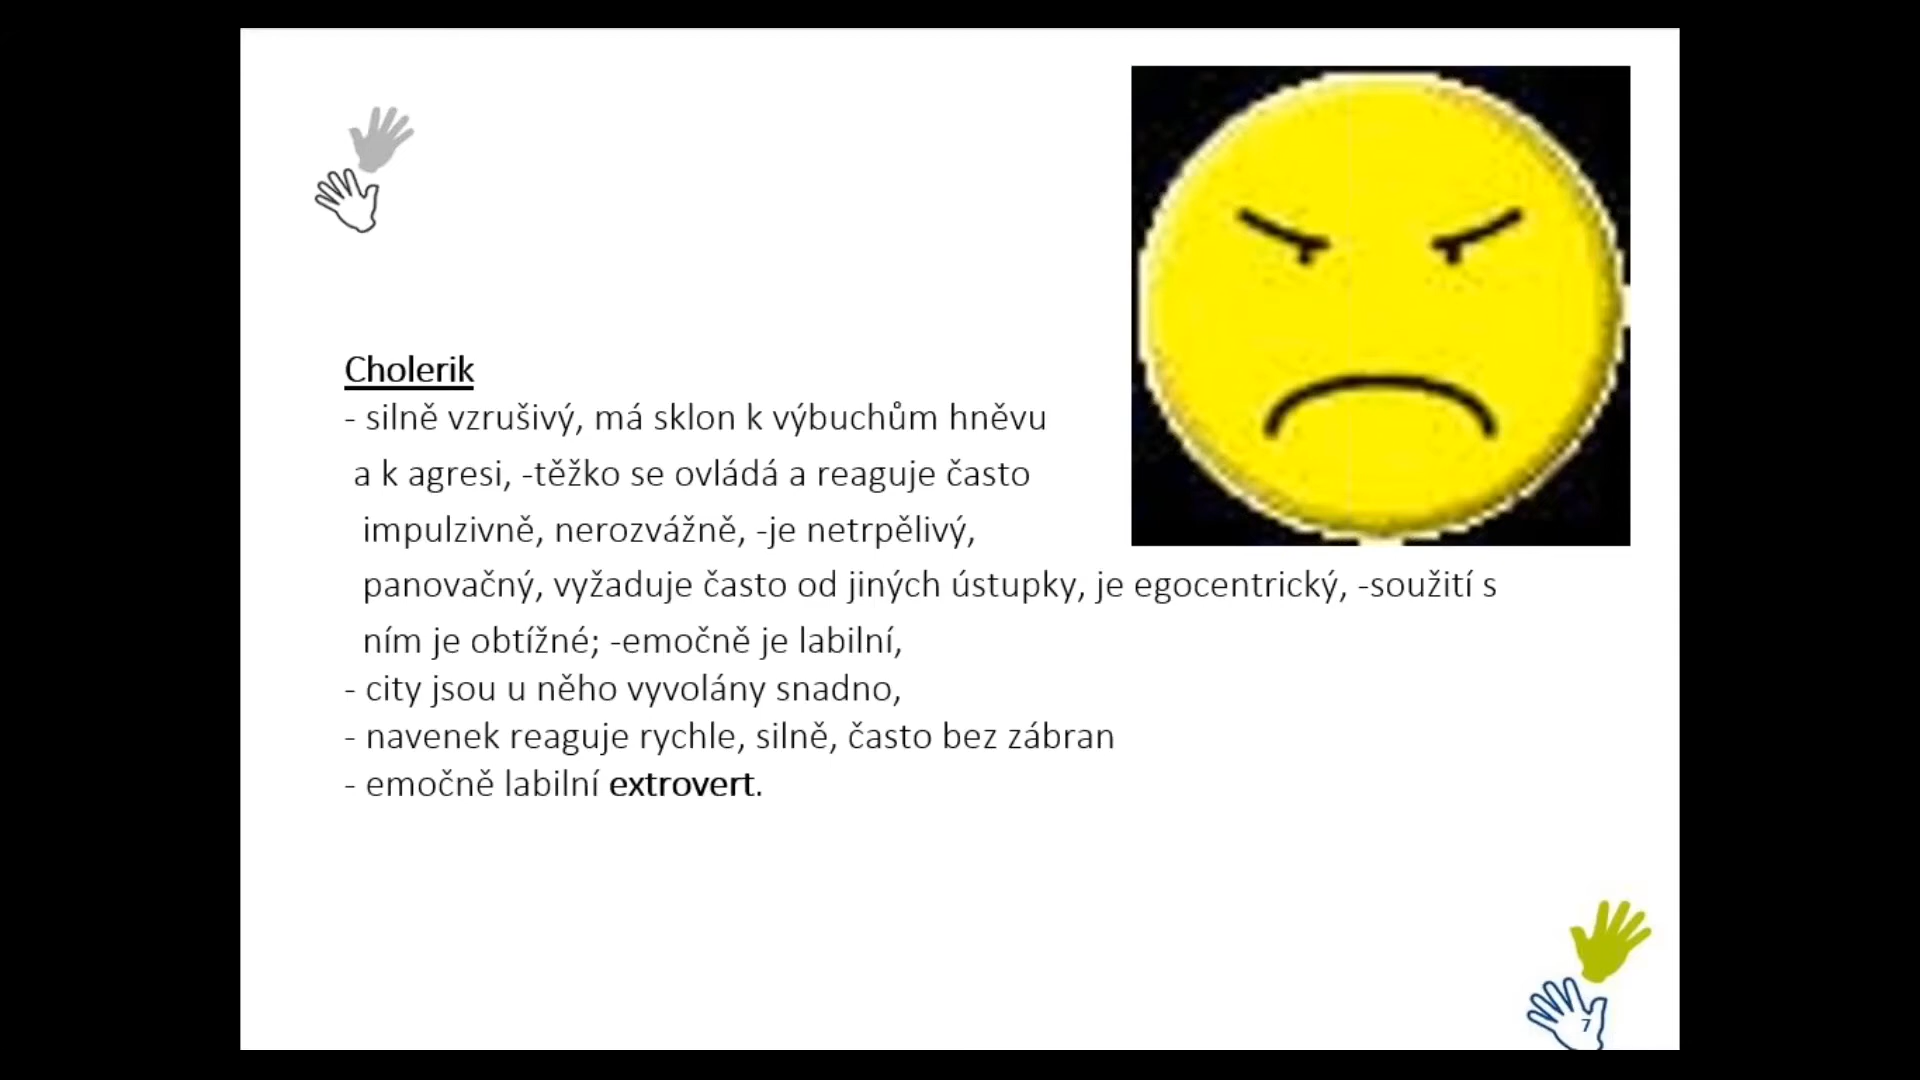 Cholerik
- silně vzrušivý, má sklon k výbuchům hněvu
a k agresi, -těžko se ovládá a reaguje často
impulzivně, nerozvážně, -je netrpělivý,
panovačný, vyžaduje často od jiných ústupky, je egocentrický, -soužití s
ním je obtížné; -emočně je labilní,
- city jsou u něho vyvolány snadno,
- navenek reaguje rychle, silně, často bez zábran
- emočně labilní extrovert.
7